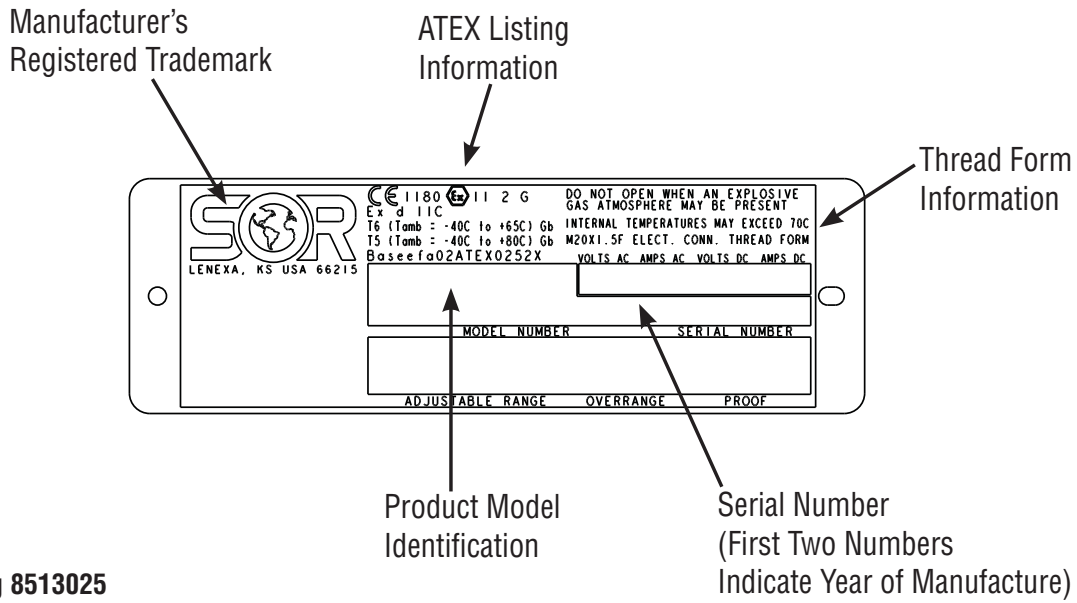 Manufacturer's
Registered Trademark
ATEX Listing
Information
Thread Form
Information
SOR
LENEXA, KS USA 66215
CE 1180 Ex II 2 G
Ex d IIC
T6 (Tamb = -40C to +65C) Gb
T5 (Tamb = -40C to +80C) Gb
Baseefa02ATEX0252X
DO NOT OPEN WHEN AN EXPLOSIVE
GAS ATMOSPHERE MAY BE PRESENT
INTERNAL TEMPERATURES MAY EXCEED 70C
M20X1.5F ELECT. CONN. THREAD FORM
VOLTS AC AMPS AC VOLTS DC AMPS DC
MODEL NUMBER SERIAL NUMBER
ADJUSTABLE RANGE OVERRANGE PROOF
Product Model
Identification
Serial Number
(First Two Numbers
Indicate Year of Manufacture)
8513025